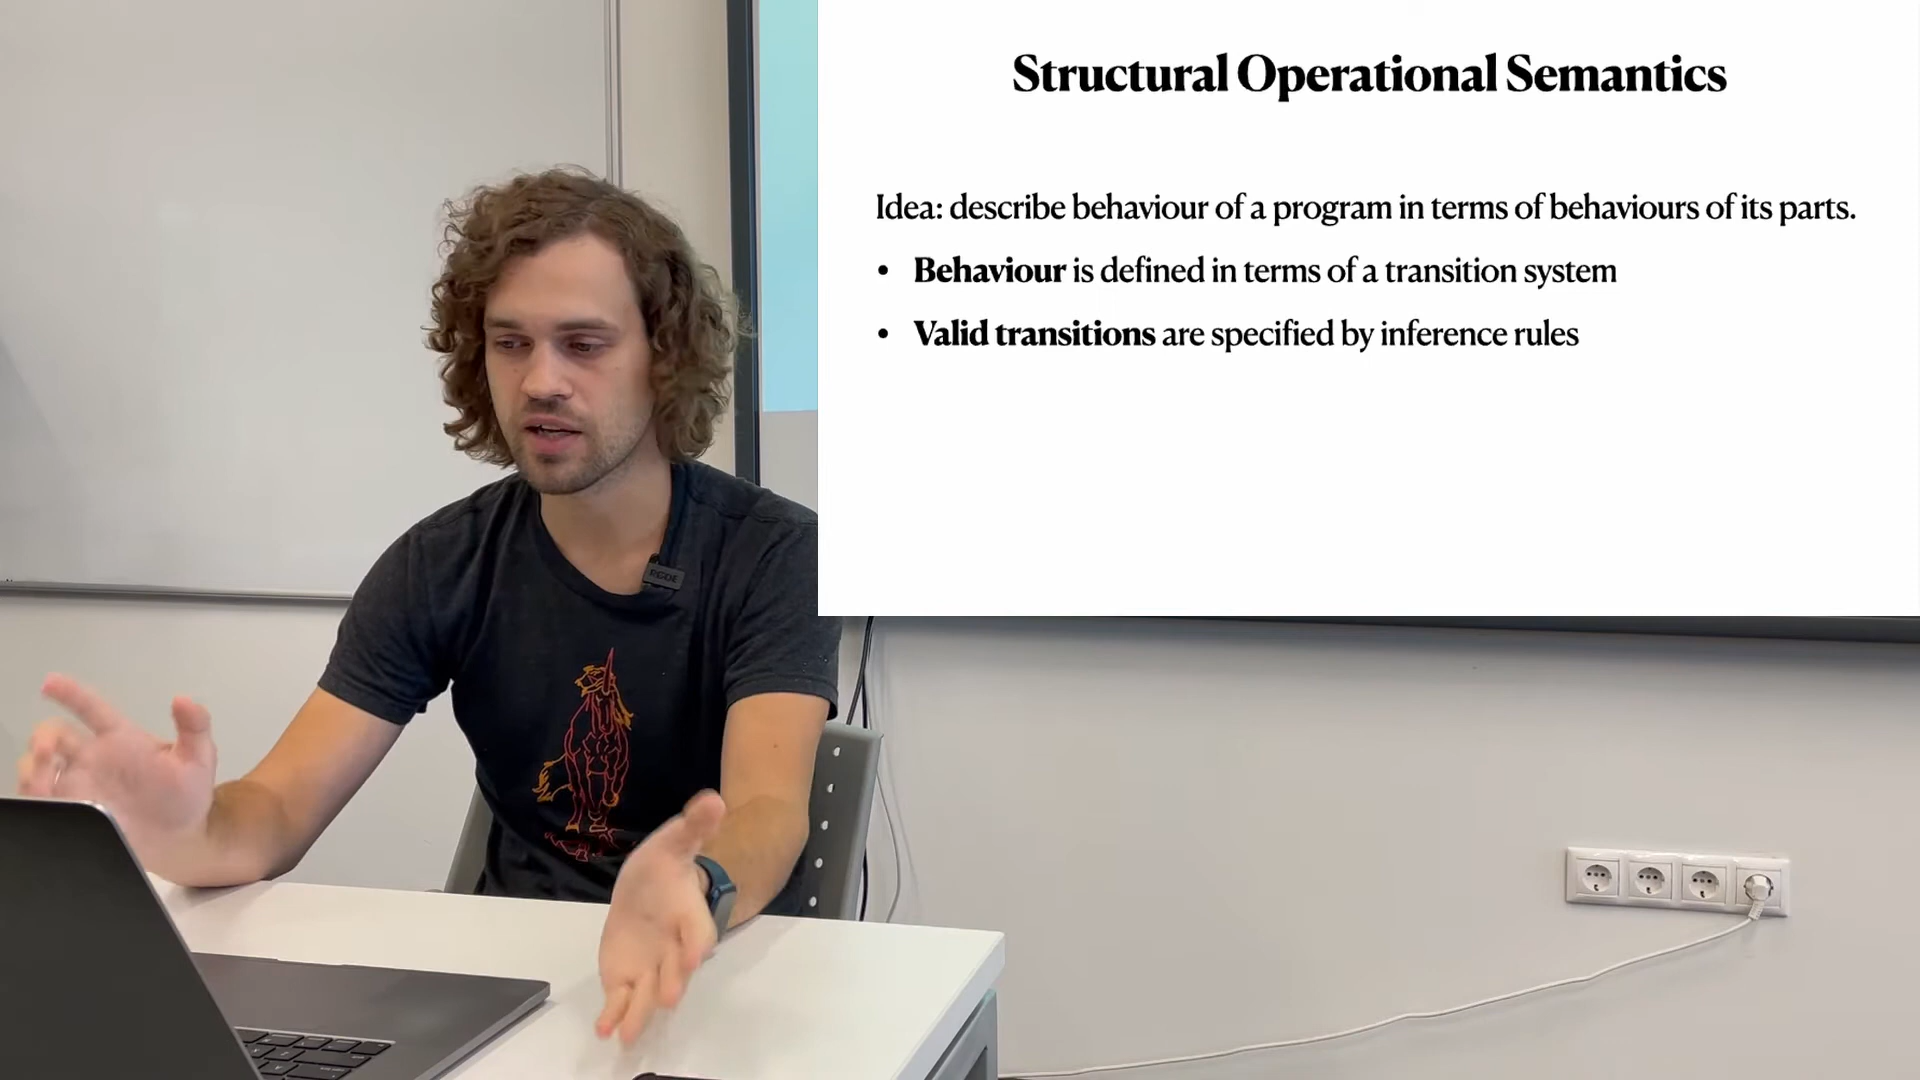 Structural Operational Semantics
Idea: describe behaviour of a program in terms of behaviours of its parts.
• Behaviour is defined in terms of a transition system
• Valid transitions are specified by inference rules
RØDE